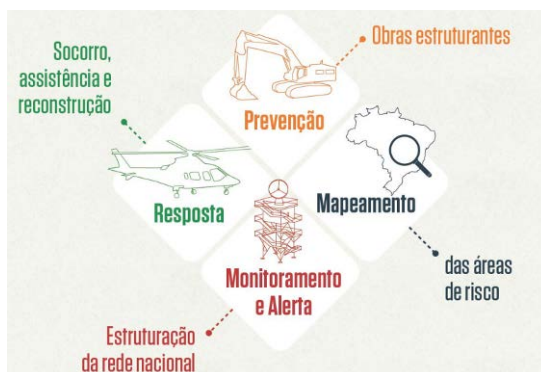 Socorro,
assistência e
reconstrução
Obras estruturantes
Prevenção
Resposta
Mapeamento
das áreas
de risco
Monitoramento
e Alerta
Estruturação
da rede nacional